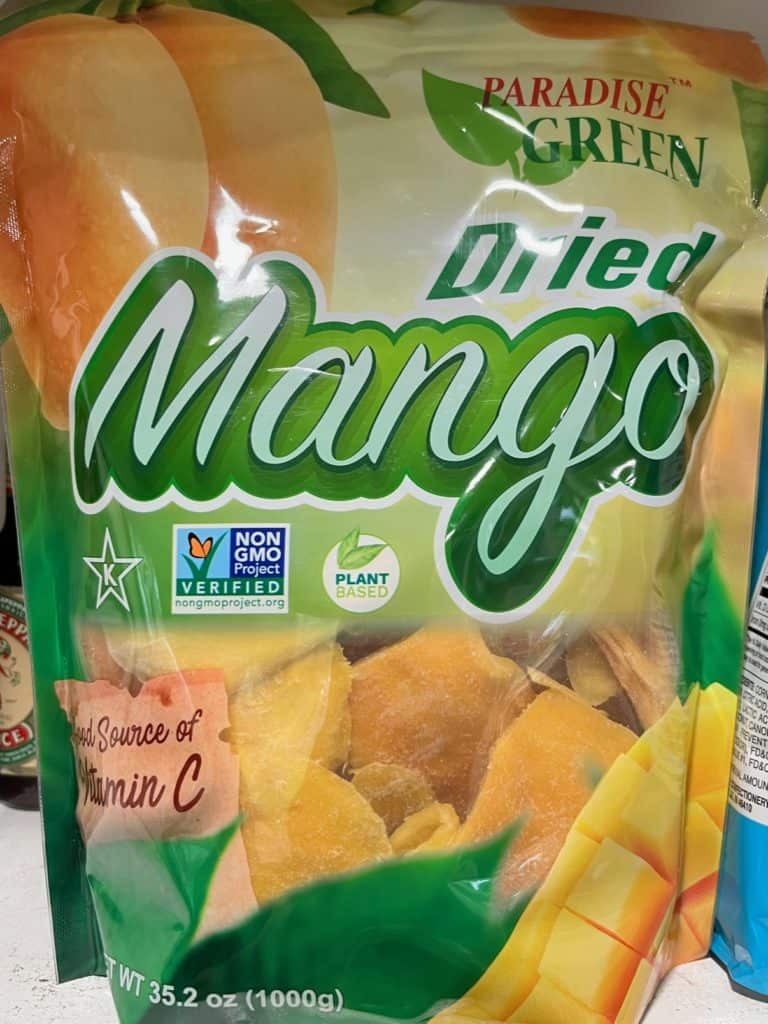 PARADISE™
GREEN
Dried
Mango
K
NON
GMO
Project
VERIFIED
nongmoproject.org
PLANT
BASED
Source of
C
WT 35.2 oz (1000g)